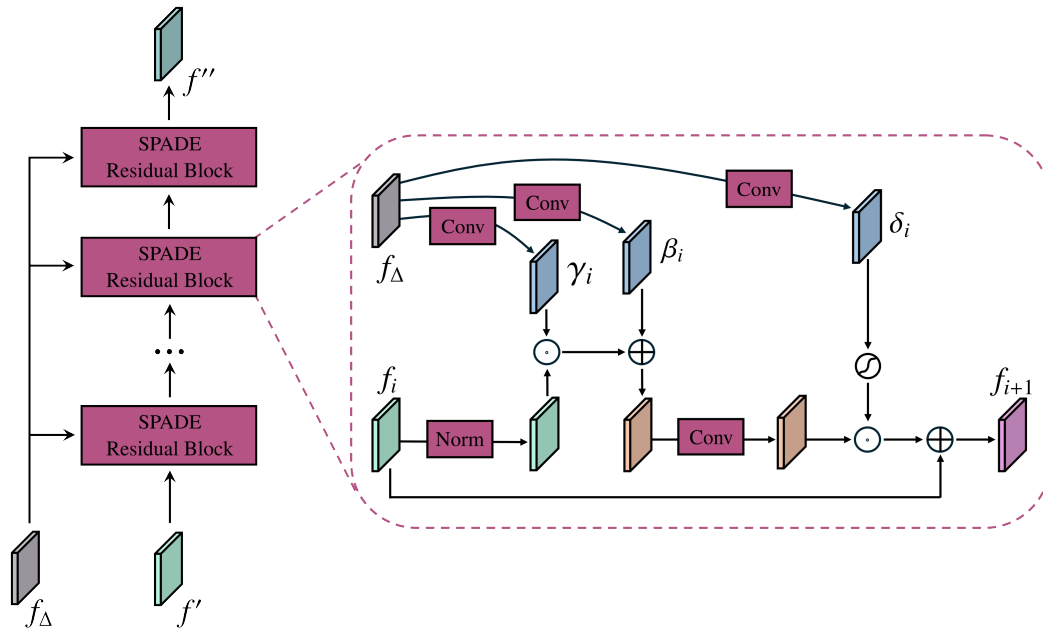 f''
SPADE
Residual Block
SPADE
Residual Block
...
SPADE
Residual Block
f_Δ
f'
f_Δ
Conv
Conv
Conv
γ_i
β_i
δ_i
f_i
Norm
Conv
f_{i+1}